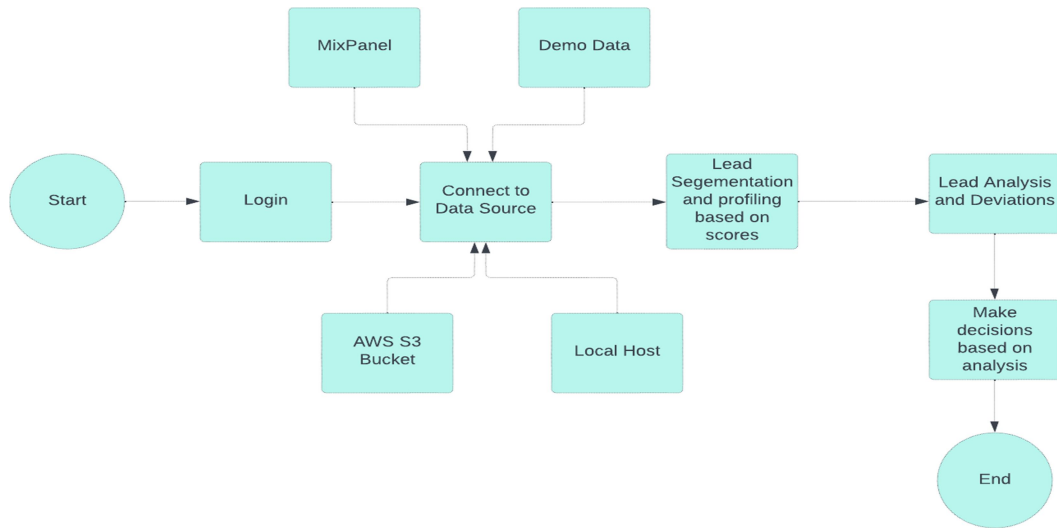 MixPanel
Demo Data
Start
Login
Connect to
Data Source
Lead
Segementation
and profiling
based on
scores
Lead Analysis
and Deviations
AWS S3
Bucket
Local Host
Make
decisions
based on
analysis
End